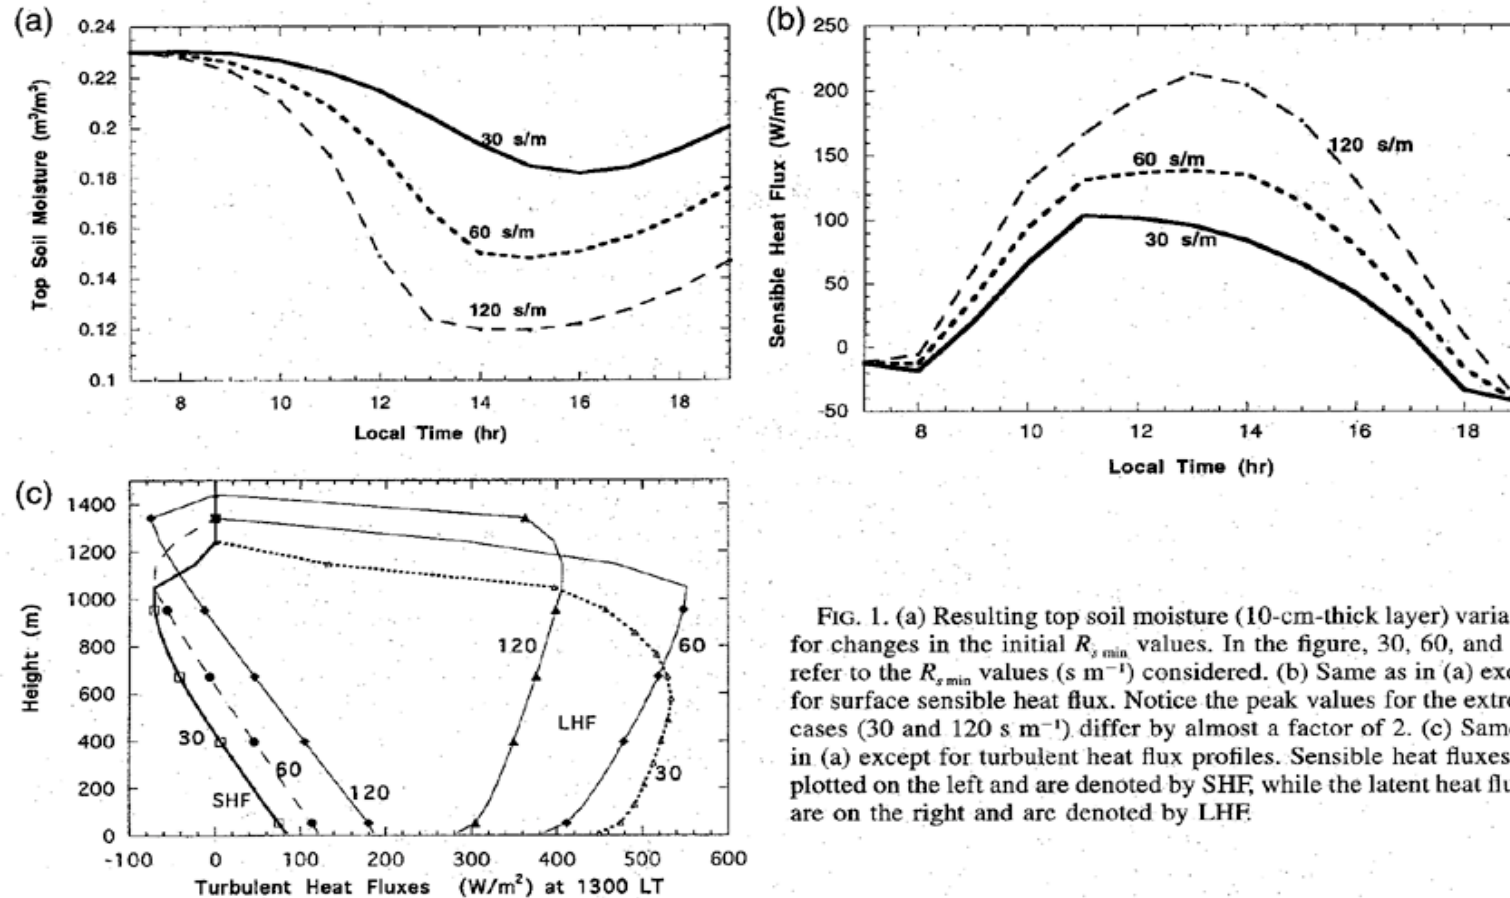 (a)
0.24
0.22
0.2
0.18
0.16
0.14
0.12
0.1
Top Soil Moisture (m³/m³)
30 s/m
60 s/m
120 s/m
8 10 12 14 16 18
Local Time (hr)
(b)
250
200
150
100
50
0
-50
Sensible Heat Flux (W/m²)
120 s/m
60 s/m
30 s/m
8 10 12 14 16 18
Local Time (hr)
(c)
1400
1200
1000
800
600
400
200
0
Height (m)
120
60
LHF
30
60
30
SHF
120
-100 0 100 200 300 400 500 600
Turbulent Heat Fluxes (W/m²) at 1300 LT
FIG. 1. (a) Resulting top soil moisture (10-cm-thick layer) varia
for changes in the initial Rs min values. In the figure, 30, 60, and
refer to the Rs min values (s m⁻¹) considered. (b) Same as in (a) exc
for surface sensible heat flux. Notice the peak values for the extre
cases (30 and 120 s m⁻¹) differ by almost a factor of 2. (c) Same
in (a) except for turbulent heat flux profiles. Sensible heat fluxes
plotted on the left and are denoted by SHF, while the latent heat flu
are on the right and are denoted by LHF.